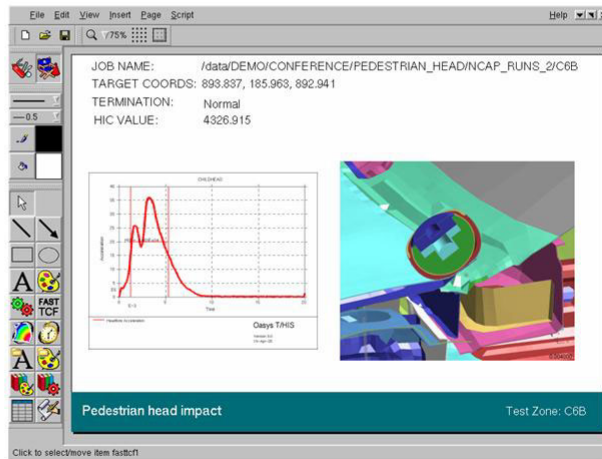 File Edit View Insert Page Script Help
75%
JOB NAME: /data/DEMO/CONFERENCE/PEDESTRIAN_HEAD/NCAP_RUNS_2/C6B
TARGET COORDS: 893.837, 185.963, 892.941
TERMINATION: Normal
HIC VALUE: 4326.915
0.5
CHILDHEAD
Acceleration
Time
Oasys T/HIS
A
FAST
TCF
A
Pedestrian head impact
Test Zone: C6B
Click to select/move item fasttcf1